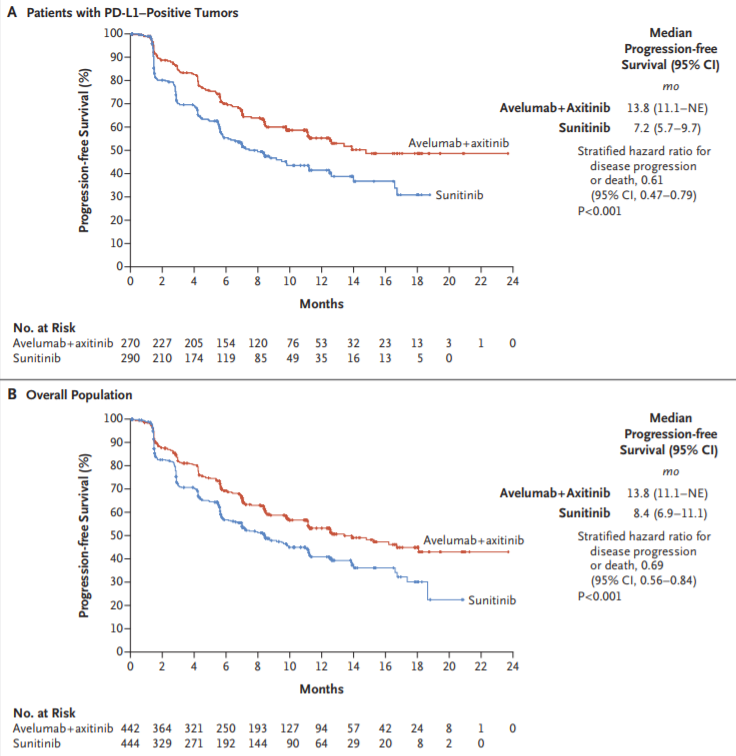 A Patients with PD-L1–Positive Tumors
Progression-free Survival (%)
100
90
80
70
60
50
40
30
20
10
0
0 2 4 6 8 10 12 14 16 18 20 22 24
Months
Avelumab+axitinib
Sunitinib
Median
Progression-free
Survival (95% CI)
mo
Avelumab+Axitinib 13.8 (11.1–NE)
Sunitinib 7.2 (5.7–9.7)
Stratified hazard ratio for
disease progression
or death, 0.61
(95% CI, 0.47–0.79)
P<0.001
No. at Risk
Avelumab+axitinib 270 227 205 154 120 76 53 32 23 13 3 1 0
Sunitinib 290 210 174 119 85 49 35 16 13 5 0
B Overall Population
Progression-free Survival (%)
100
90
80
70
60
50
40
30
20
10
0
0 2 4 6 8 10 12 14 16 18 20 22 24
Months
Avelumab+axitinib
Sunitinib
Median
Progression-free
Survival (95% CI)
mo
Avelumab+Axitinib 13.8 (11.1–NE)
Sunitinib 8.4 (6.9–11.1)
Stratified hazard ratio for
disease progression
or death, 0.69
(95% CI, 0.56–0.84)
P<0.001
No. at Risk
Avelumab+axitinib 442 364 321 250 193 127 94 57 42 24 8 1 0
Sunitinib 444 329 271 192 144 90 64 29 20 8 2 0